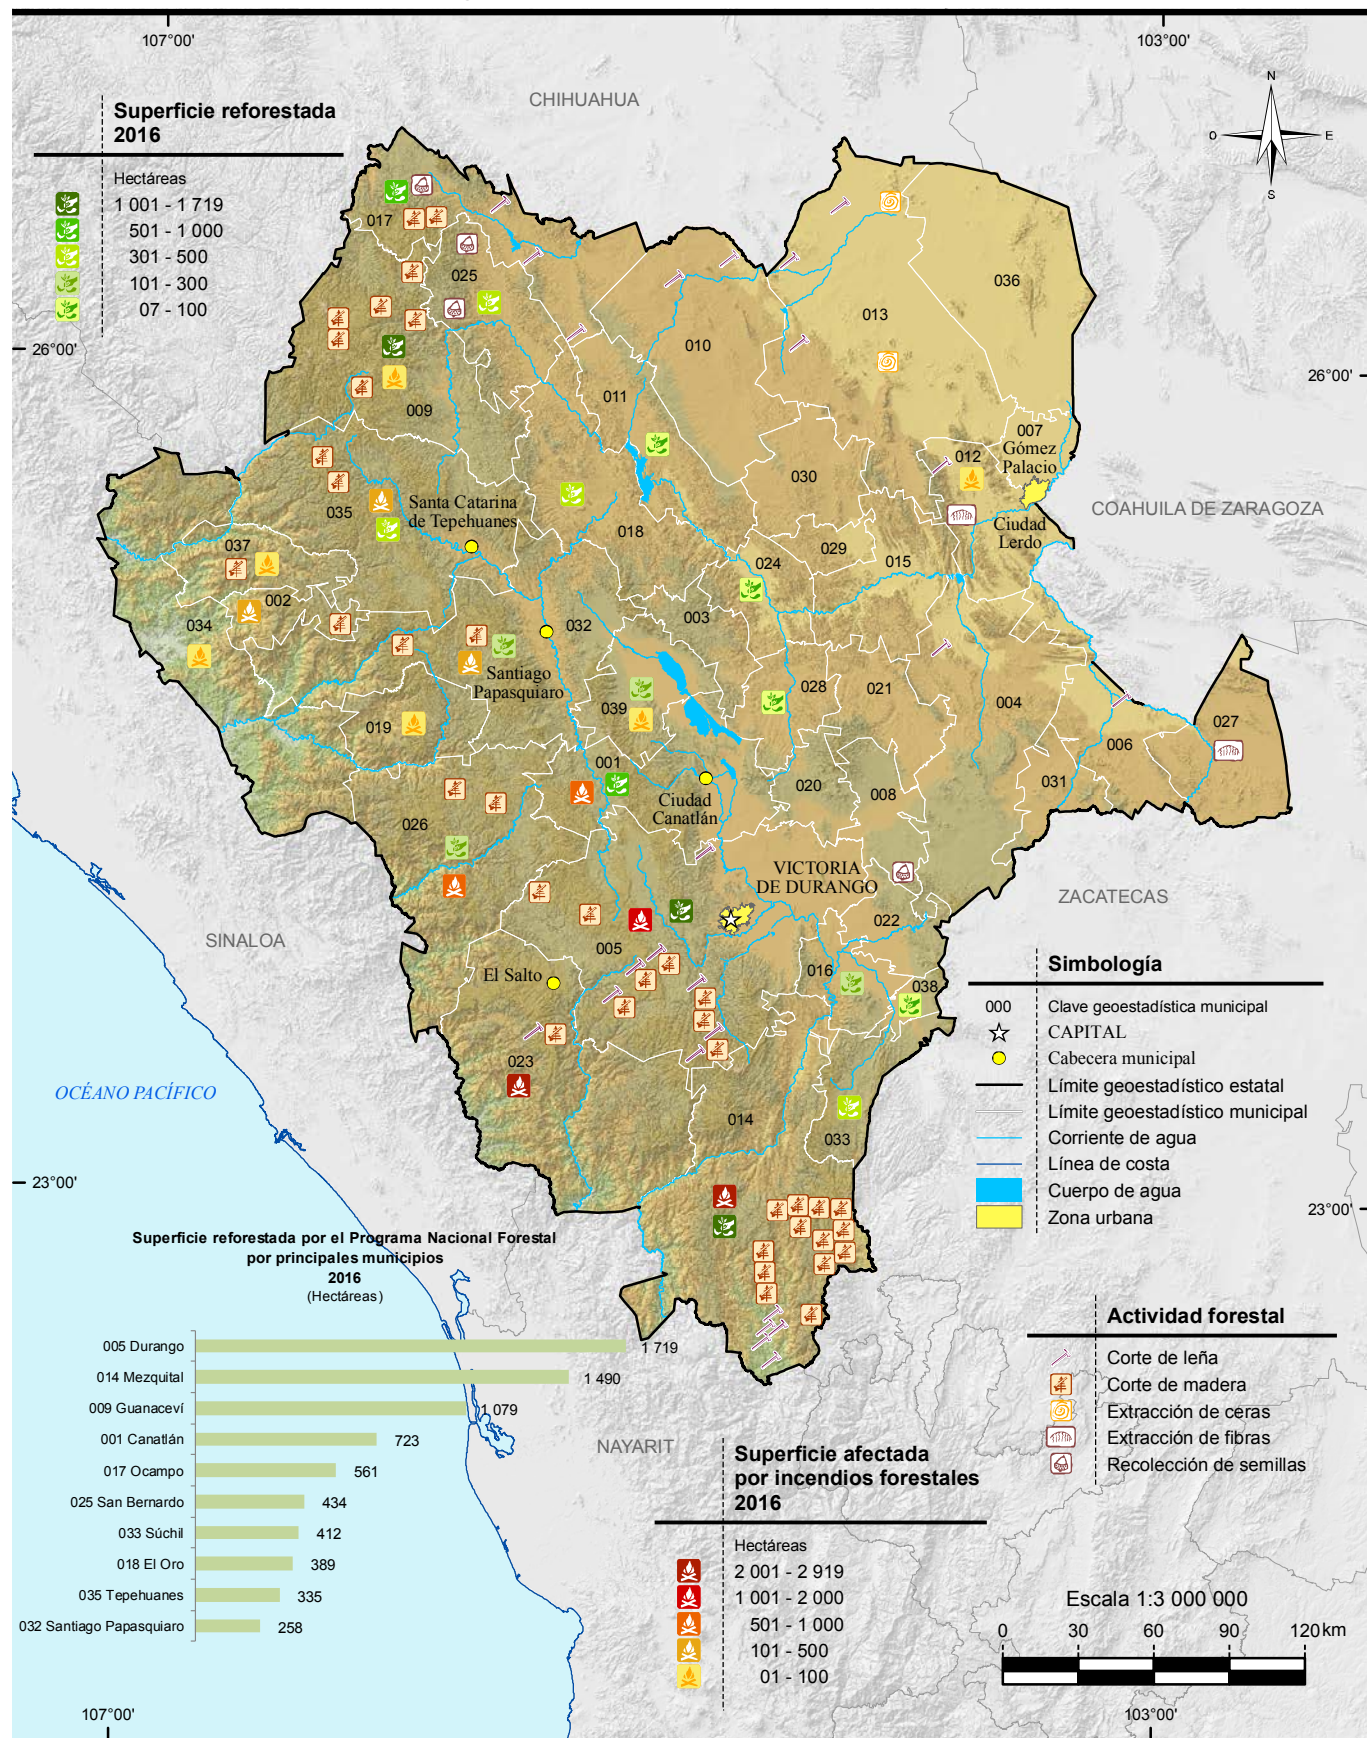 107°00'
103°00'
CHIHUAHUA
N
O
E
S
Superficie reforestada
2016
Hectáreas
1 001 - 1 719
501 - 1 000
301 - 500
101 - 300
07 - 100
26°00'
26°00'
017
025
036
013
010
011
009
007
Gómez
Palacio
012
030
Santa Catarina
de Tepehuanes
035
COAHUILA DE ZARAGOZA
Ciudad
Lerdo
018
037
029
024
015
002
034
003
032
Santiago
Papasquiaro
028
021
004
039
019
027
006
001
031
Ciudad
Canatlán
020
008
026
VICTORIA
DE DURANGO
ZACATECAS
SINALOA
022
005
El Salto
016
038
023
014
033
OCÉANO PACÍFICO
Simbología
000 Clave geoestadística municipal
CAPITAL
Cabecera municipal
Límite geoestadístico estatal
Límite geoestadístico municipal
Corriente de agua
Línea de costa
Cuerpo de agua
Zona urbana
23°00'
23°00'
Superficie reforestada por el Programa Nacional Forestal
por principales municipios
2016
(Hectáreas)
005 Durango 1 719
014 Mezquital 1 490
009 Guanaceví 1 079
001 Canatlán 723
017 Ocampo 561
025 San Bernardo 434
033 Súchil 412
018 El Oro 389
035 Tepehuanes 335
032 Santiago Papasquiaro 258
Actividad forestal
Corte de leña
Corte de madera
Extracción de ceras
Extracción de fibras
Recolección de semillas
NAYARIT
Superficie afectada
por incendios forestales
2016
Hectáreas
2 001 - 2 919
1 001 - 2 000
501 - 1 000
101 - 500
01 - 100
Escala 1:3 000 000
0 30 60 90 120 km
107°00'
103°00'